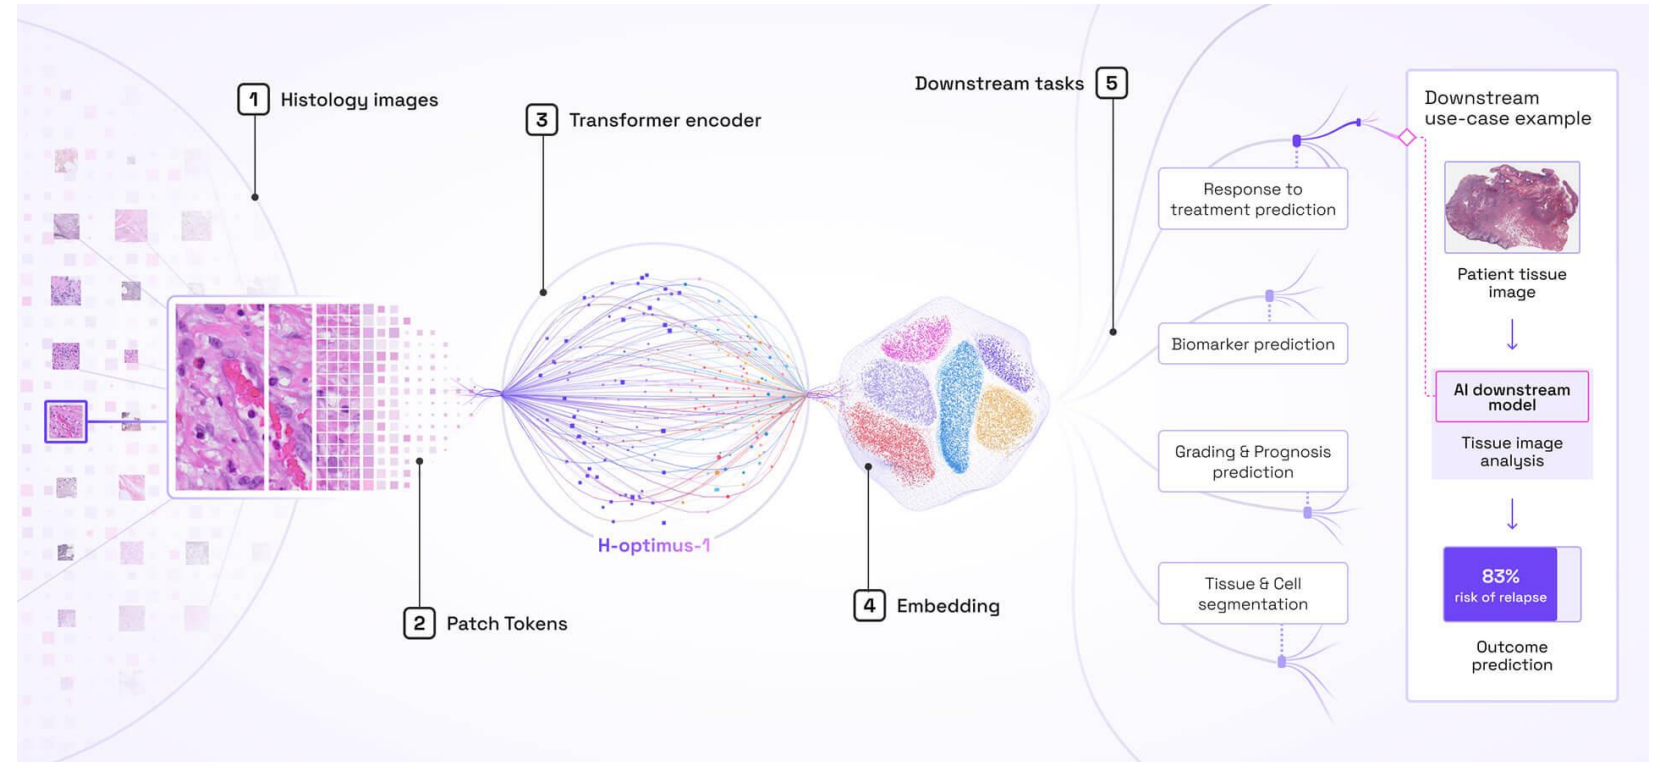 1 Histology images
2 Patch Tokens
3 Transformer encoder
H-optimus-1
4 Embedding
Downstream tasks 5
Response to
treatment prediction
Biomarker prediction
Grading & Prognosis
prediction
Tissue & Cell
segmentation
Downstream
use-case example
Patient tissue
image
AI downstream
model
Tissue image
analysis
83%
risk of relapse
Outcome
prediction